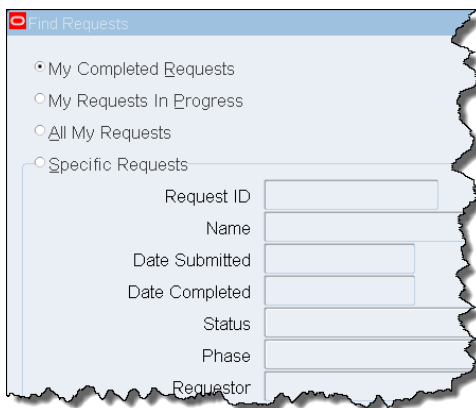 Find Requests
My Completed Requests
My Requests In Progress
All My Requests
Specific Requests
Request ID
Name
Date Submitted
Date Completed
Status
Phase
Requestor